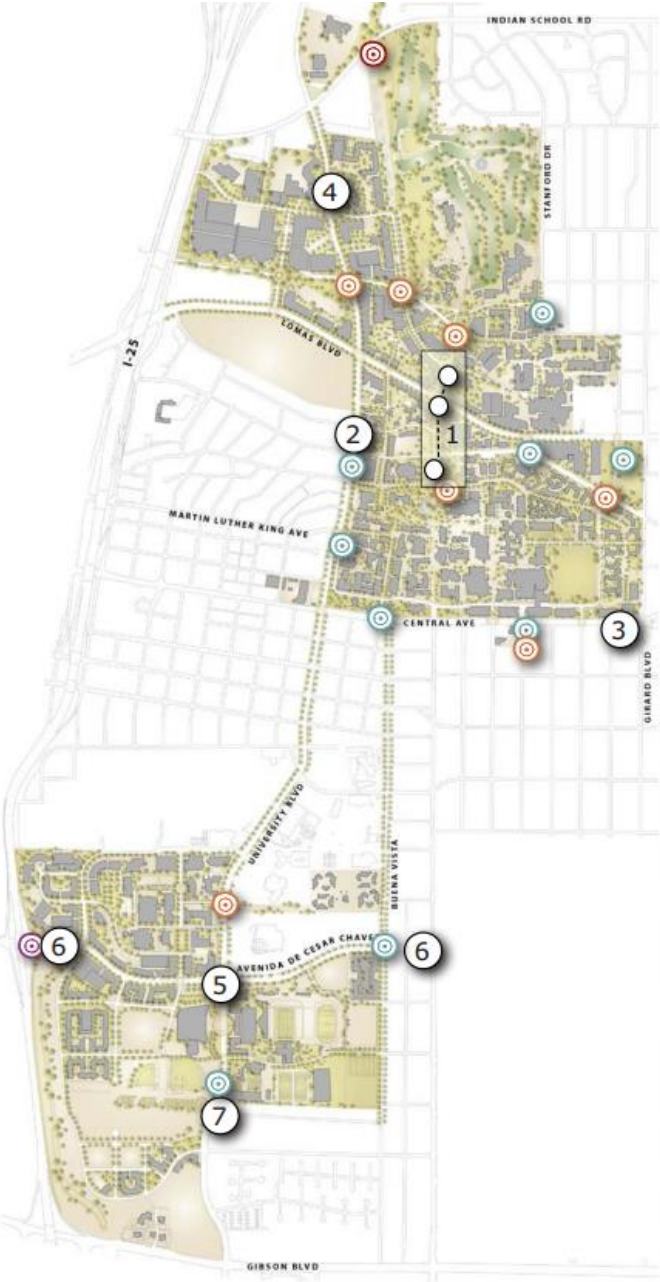 INDIAN SCHOOL RD
STANFORD DR
4
LOMAS BLVD
I-25
2
1
MARTIN LUTHER KING AVE
CENTRAL AVE
3
GIRARD BLVD
UNIVERSITY BLVD
BUENA VISTA
6
AVENIDA DE CESAR CHAVE
6
5
7
GIBSON BLVD